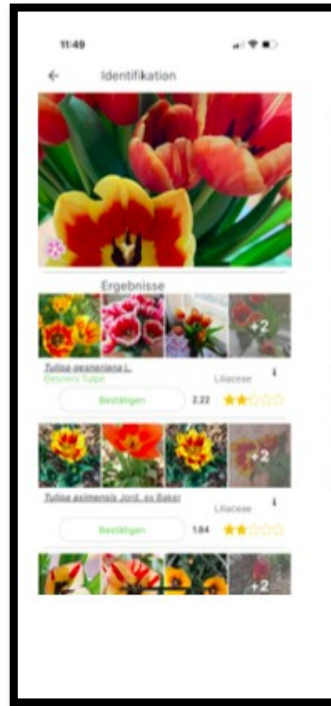 11:49
Identifikation
Ergebnisse
+2
Tulipa gesneriana L.
Gesners Tulpe
Liliaceae
Bestätigen 2.22
+2
Tulipa aximensis Jord. ex Baker
Liliaceae
Bestätigen 1.84
+2